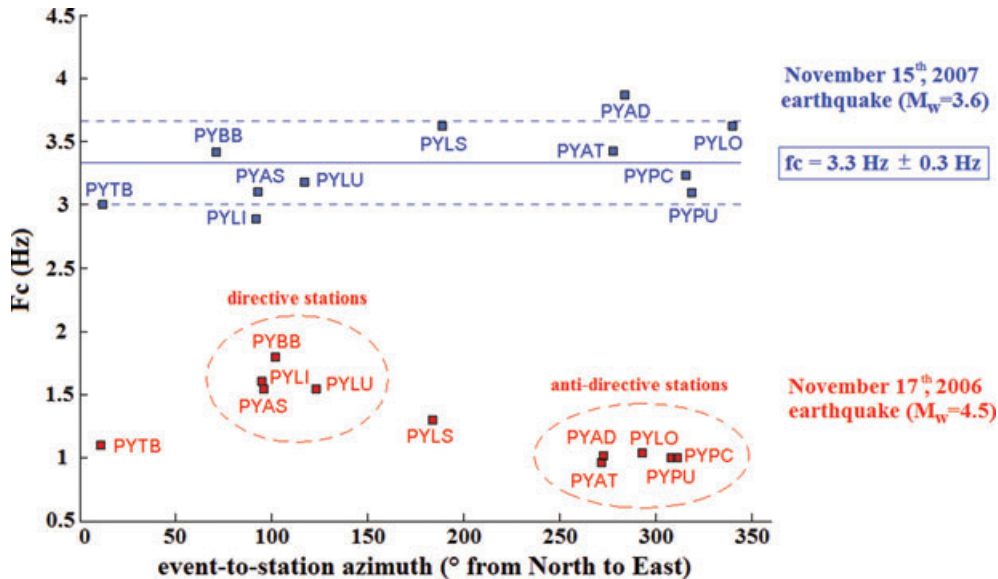 4.5
4
3.5
3
2.5
2
1.5
1
0.5
Fc (Hz)
0
50
100
150
200
250
300
350
event-to-station azimuth (° from North to East)
PYTB
PYBB
PYAS
PYLI
PYLU
PYLS
PYAD
PYAT
PYLO
PYPC
PYPU
November 15th, 2007
earthquake (Mw=3.6)
fc = 3.3 Hz ± 0.3 Hz
directive stations
PYBB
PYLI
PYLU
PYAS
PYTB
PYLS
anti-directive stations
PYAD
PYLO
PYPC
PYAT
PYPU
November 17th, 2006
earthquake (Mw=4.5)